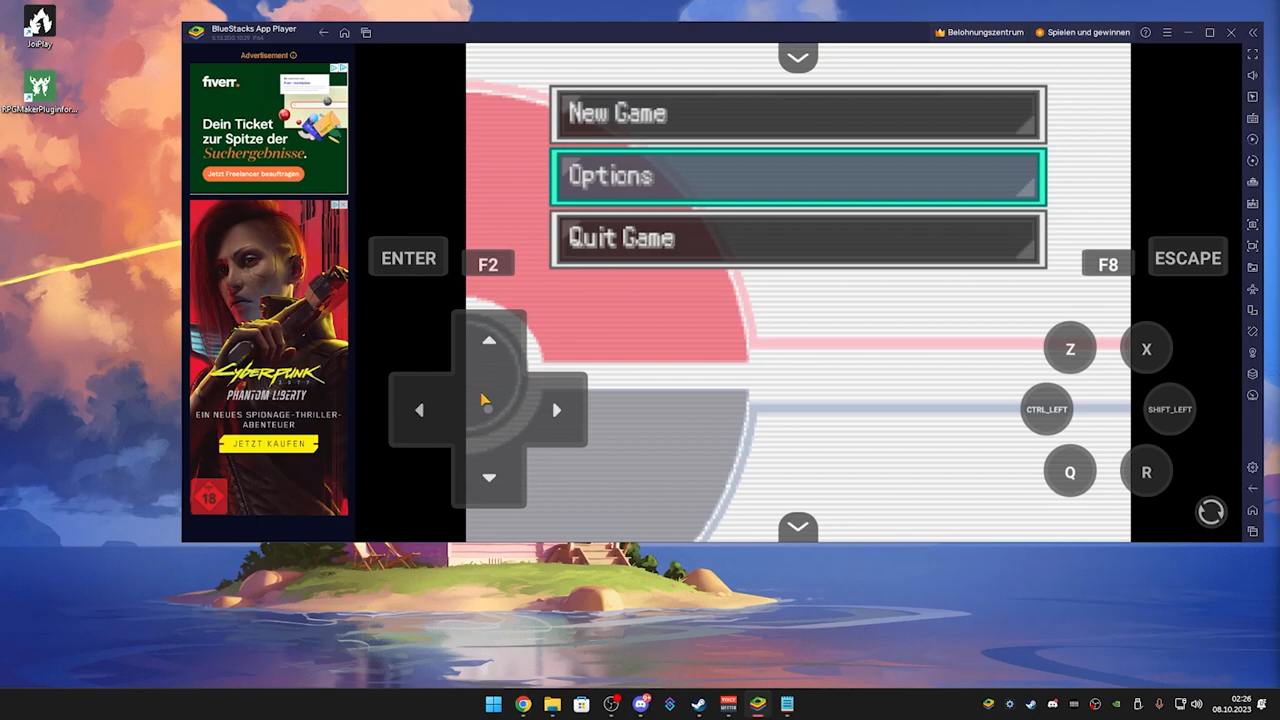 JoiPlay
RPGMakerPluginfor...
BlueStacks App Player
Belohnungszentrum
Spielen und gewinnen
Advertisement
fiverr.
Dein Ticket
zur Spitze der
Suchergebnisse.
Jetzt Freelancer beauftragen
Cyberpunk
2077
PHANTOM LIBERTY
EIN NEUES SPIONAGE-THRILLER-
ABENTEUER
JETZT KAUFEN
18
New Game
Options
Quit Game
ENTER
F2
F8
ESCAPE
Z
X
CTRL_LEFT
SHIFT_LEFT
Q
R
02:26
08.10.2023